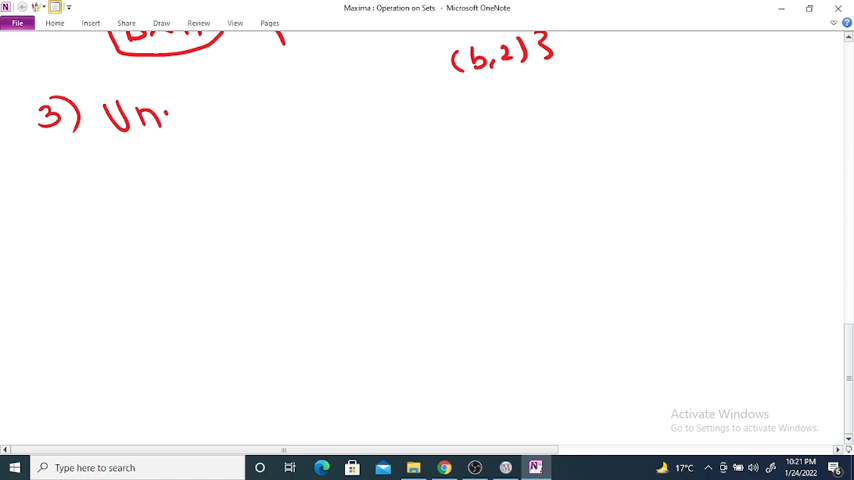 Maxima : Operation on Sets - Microsoft OneNote
File Home Insert Share Draw Review View Pages
(b,2)}
3) Un
Activate Windows
Go to Settings to activate Windows.
Type here to search
17°C
10:21 PM
1/24/2022
6